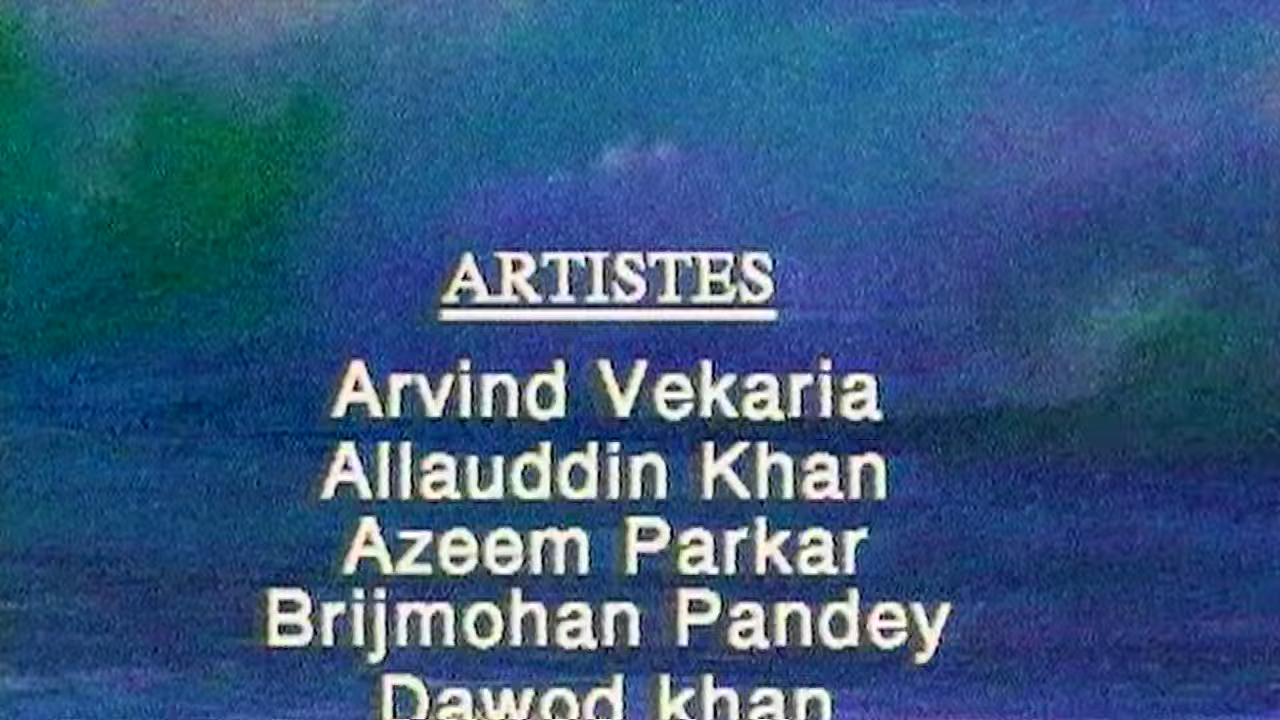 ARTISTES
Arvind Vekaria
Allauddin Khan
Azeem Parkar
Brijmohan Pandey
Dawod khan